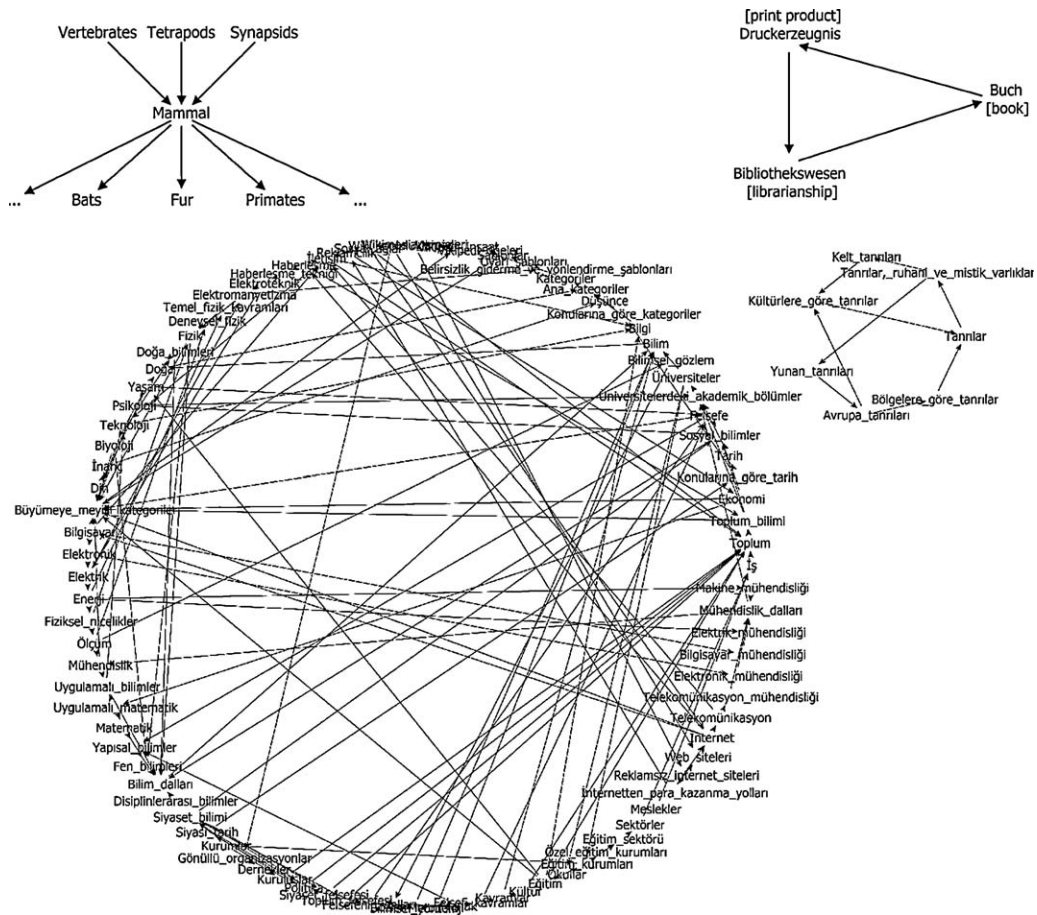 [print product]
Druckerzeugnis
Vertebrates Tetrapods Synapsids
Buch
[book]
Mammal
Bibliothekswesen
[librarianship]
... Bats Fur Primates ...
Haberleşme
Elektroteknik
Elektromanyetizma
Temel_fizik_kavramları
Deneysel_fizik
Fizik
Doğa_bilimleri
Doğa
Yaşam
Psikoloji
Teknoloji
Biyoloji
İnanç
Din
Büyümeye_meyilli_kategoriler
Bilgisayar
Elektronik
Elektrik
Enerji
Fiziksel_nicelikler
Ölçüm
Mühendislik
Uygulamalı_bilimler
Uygulamalı_matematik
Matematik
Yapısal_bilimler
Fen_bilimleri
Bilim_dalları
Disiplinlerarası_bilimler
Siyaset_bilimi
Siyasi_tarih
Kurumlar
Gönüllü_organizasyonlar
Dernekler
Kuruluşlar
Belirsizlik_giderme_ve_yönlendirme_şablonları
Kategoriler
Ana_kategoriler
Düşünce
Konularına_göre_kategoriler
Bilgi
Bilim
Bilimsel_gözlem
Üniversiteler
Üniversitelerdeki_akademik_bölümler
Felsefe
Sosyal_bilimler
Tarih
Konularına_göre_tarih
Ekonomi
Toplum_bilimi
Toplum
İş
Makine_mühendisliği
Mühendislik_dalları
Elektrik_mühendisliği
Bilgisayar_mühendisliği
Elektronik_mühendisliği
Telekomünikasyon_mühendisliği
Telekomünikasyon
İnternet
Web_siteleri
Reklamsız_internet_siteleri
İnternetten_para_kazanma_yolları
Meslekler
Sektörler
Eğitim_sektörü
Özel_eğitim_kurumları
Eğitim_kurumları
Okullar
Eğitim
Kültür
Kelt_tanrıları
Tanrılar,_ruhani_ve_mistik_varlıklar
Kültürlere_göre_tanrılar
Tanrılar
Yunan_tanrıları
Bölgelere_göre_tanrılar
Avrupa_tanrıları